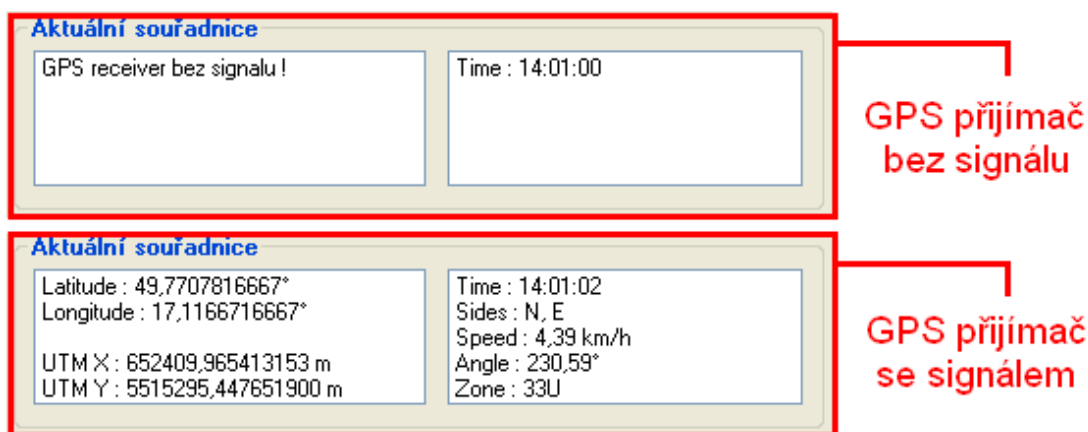 Aktuální souřadnice
GPS receiver bez signalu !
Time : 14:01:00
GPS přijímač
bez signálu
Aktuální souřadnice
Latitude : 49,7707816667°
Longitude : 17,1166716667°
UTM X : 652409,965413153 m
UTM Y : 5515295,447651900 m
Time : 14:01:02
Sides : N, E
Speed : 4,39 km/h
Angle : 230,59°
Zone : 33U
GPS přijímač
se signálem